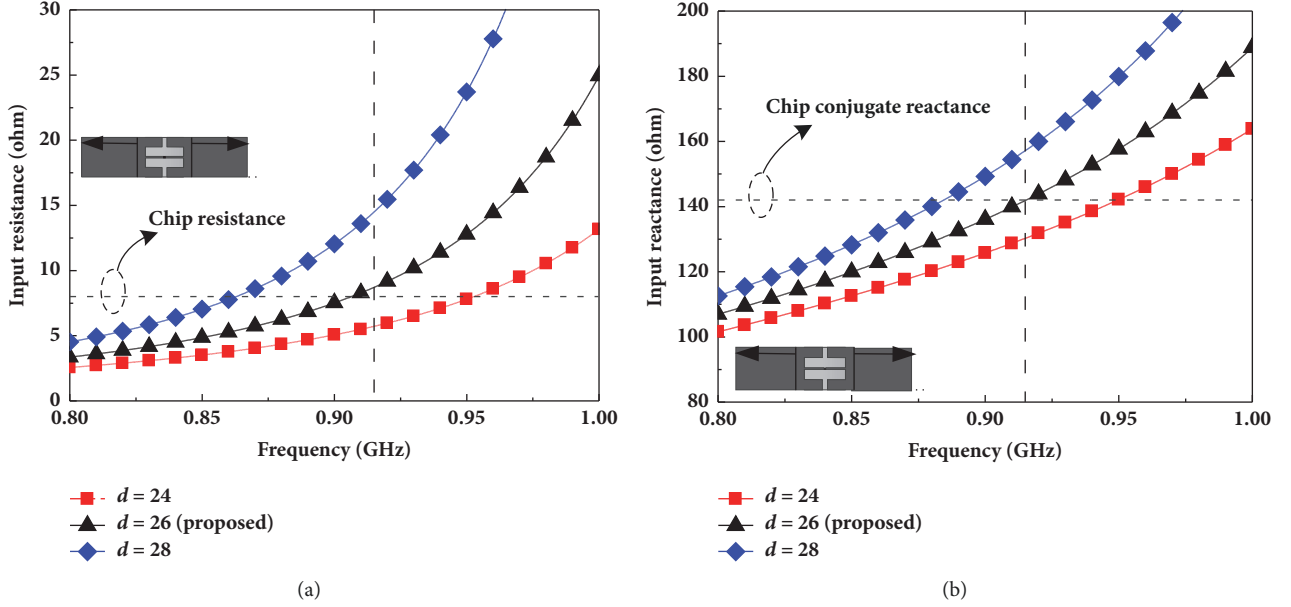 30
25
20
15
10
5
0
Input resistance (ohm)
Chip resistance
0.80
0.85
0.90
0.95
1.00
Frequency (GHz)
d = 24
d = 26 (proposed)
d = 28
(a)
200
180
160
140
120
100
80
Input reactance (ohm)
Chip conjugate reactance
0.80
0.85
0.90
0.95
1.00
Frequency (GHz)
d = 24
d = 26 (proposed)
d = 28
(b)